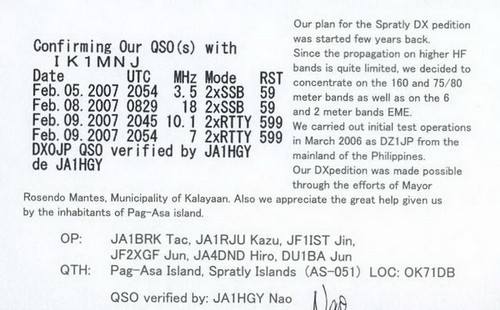 Confirming Our QSO(s) with
IK1MNJ
Date UTC MHz Mode RST
Feb. 05. 2007 2054 3.5 2xSSB 59
Feb. 08. 2007 0829 18 2xSSB 59
Feb. 09. 2007 2045 10.1 2xRTTY 599
Feb. 09. 2007 2054 7 2xRTTY 599
DX0JP QSO verified by JA1HGY
de JA1HGY
Our plan for the Spratly DX pedition
was started few years back.
Since the propagation on higher HF
bands is quite limited, we decided to
concentrate on the 160 and 75/80
meter bands as well as on the 6
and 2 meter bands EME.
We carried out initial test operations
in March 2006 as DZ1JP from the
mainland of the Philippines.
Our DXpedition was made possible
through the efforts of Mayor
Rosendo Mantes, Municipality of Kalayaan. Also we appreciate the great help given us
by the inhabitants of Pag-Asa island.
OP: JA1BRK Tac, JA1RJU Kazu, JF1IST Jin,
JF2XGF Jun, JA4DND Hiro, DU1BA Jun
QTH: Pag-Asa Island, Spratly Islands (AS-051) LOC: OK71DB
QSO verified by: JA1HGY Nao
Nao